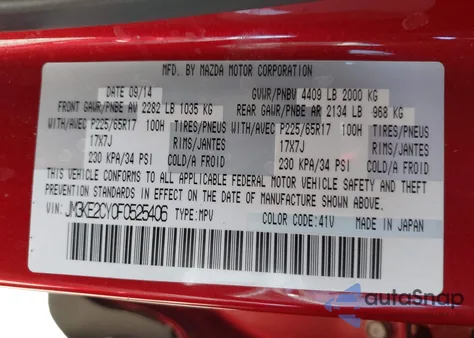 MFD. BY MAZDA MOTOR CORPORATION
DATE 09/14 GVWR/PNBV 4409 LB 2000 KG
FRONT GAWR/PNBE AV 2282 LB 1035 KG REAR GAWR/PNBE AR 2134 LB 968 KG
WITH/AVEC P225/65R17 100H TIRES/PNEUS WITH/AVEC P225/65R17 100H TIRES/PNEUS
17X7J RIMS/JANTES 17X7J RIMS/JANTES
230 KPA/34 PSI COLD/A FROID 230 KPA/34 PSI COLD/A FROID
THIS VEHICLE CONFORMS TO ALL APPLICABLE FEDERAL MOTOR VEHICLE SAFETY AND THEFT
PREVENTION STANDARDS IN EFFECT ON THE DATE OF MANUFACTURE SHOWN ABOVE.
VIN: JM3KE2CY0F0525406 TYPE:MPV COLOR CODE:41V MADE IN JAPAN
autoSnap